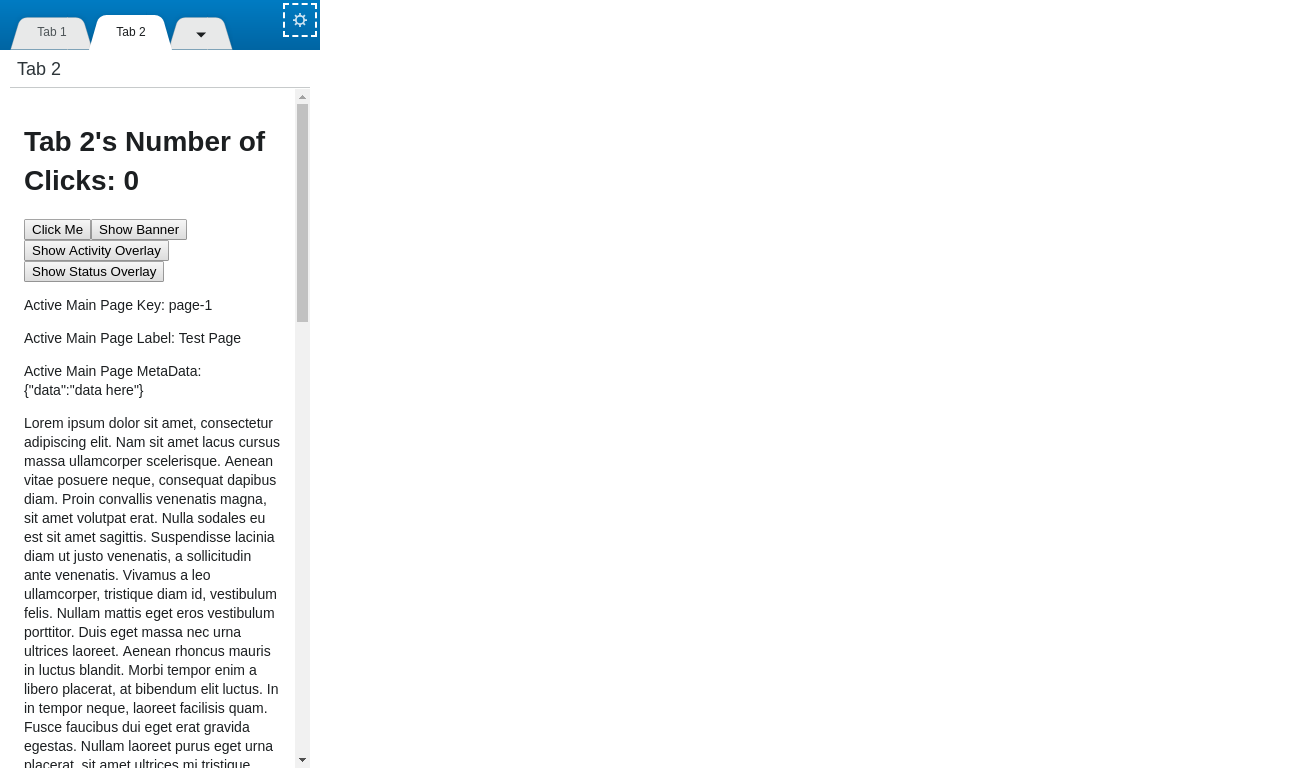 Tab 1
Tab 2
Tab 2
Tab 2's Number of
Clicks: 0
Click Me Show Banner
Show Activity Overlay
Show Status Overlay
Active Main Page Key: page-1
Active Main Page Label: Test Page
Active Main Page MetaData:
{"data":"data here"}
Lorem ipsum dolor sit amet, consectetur
adipiscing elit. Nam sit amet lacus cursus
massa ullamcorper scelerisque. Aenean
vitae posuere neque, consequat dapibus
diam. Proin convallis venenatis magna,
sit amet volutpat erat. Nulla sodales eu
est sit amet sagittis. Suspendisse lacinia
diam ut justo venenatis, a sollicitudin
ante venenatis. Vivamus a leo
ullamcorper, tristique diam id, vestibulum
felis. Nullam mattis eget eros vestibulum
porttitor. Duis eget massa nec urna
ultrices laoreet. Aenean rhoncus mauris
in luctus blandit. Morbi tempor enim a
libero placerat, at bibendum elit luctus. In
in tempor neque, laoreet facilisis quam.
Fusce faucibus dui eget erat gravida
egestas. Nullam laoreet purus eget urna
placerat, sit amet ultrices mi tristique